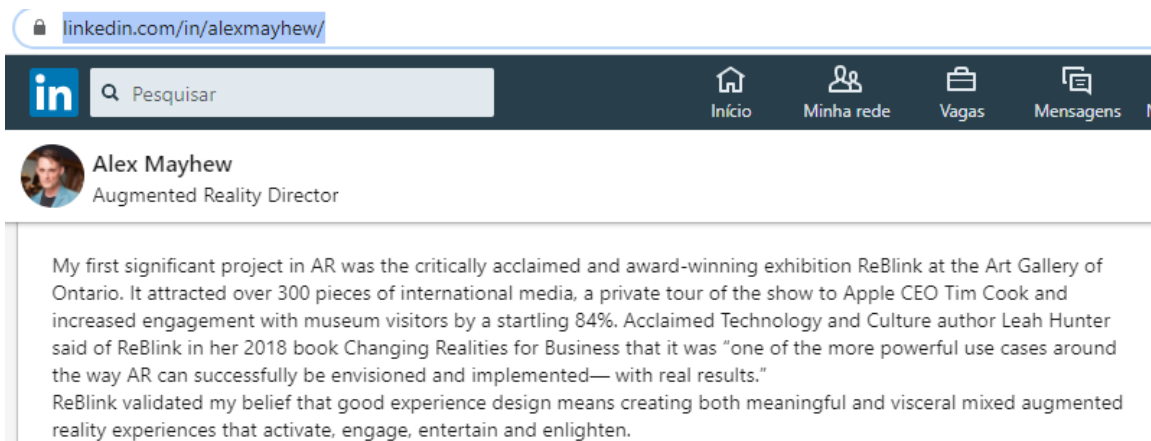 linkedin.com/in/alexmayhew/
in
Pesquisar
Início
Minha rede
Vagas
Mensagens
Alex Mayhew
Augmented Reality Director
My first significant project in AR was the critically acclaimed and award-winning exhibition ReBlink at the Art Gallery of
Ontario. It attracted over 300 pieces of international media, a private tour of the show to Apple CEO Tim Cook and
increased engagement with museum visitors by a startling 84%. Acclaimed Technology and Culture author Leah Hunter
said of ReBlink in her 2018 book Changing Realities for Business that it was “one of the more powerful use cases around
the way AR can successfully be envisioned and implemented— with real results.”
ReBlink validated my belief that good experience design means creating both meaningful and visceral mixed augmented
reality experiences that activate, engage, entertain and enlighten.